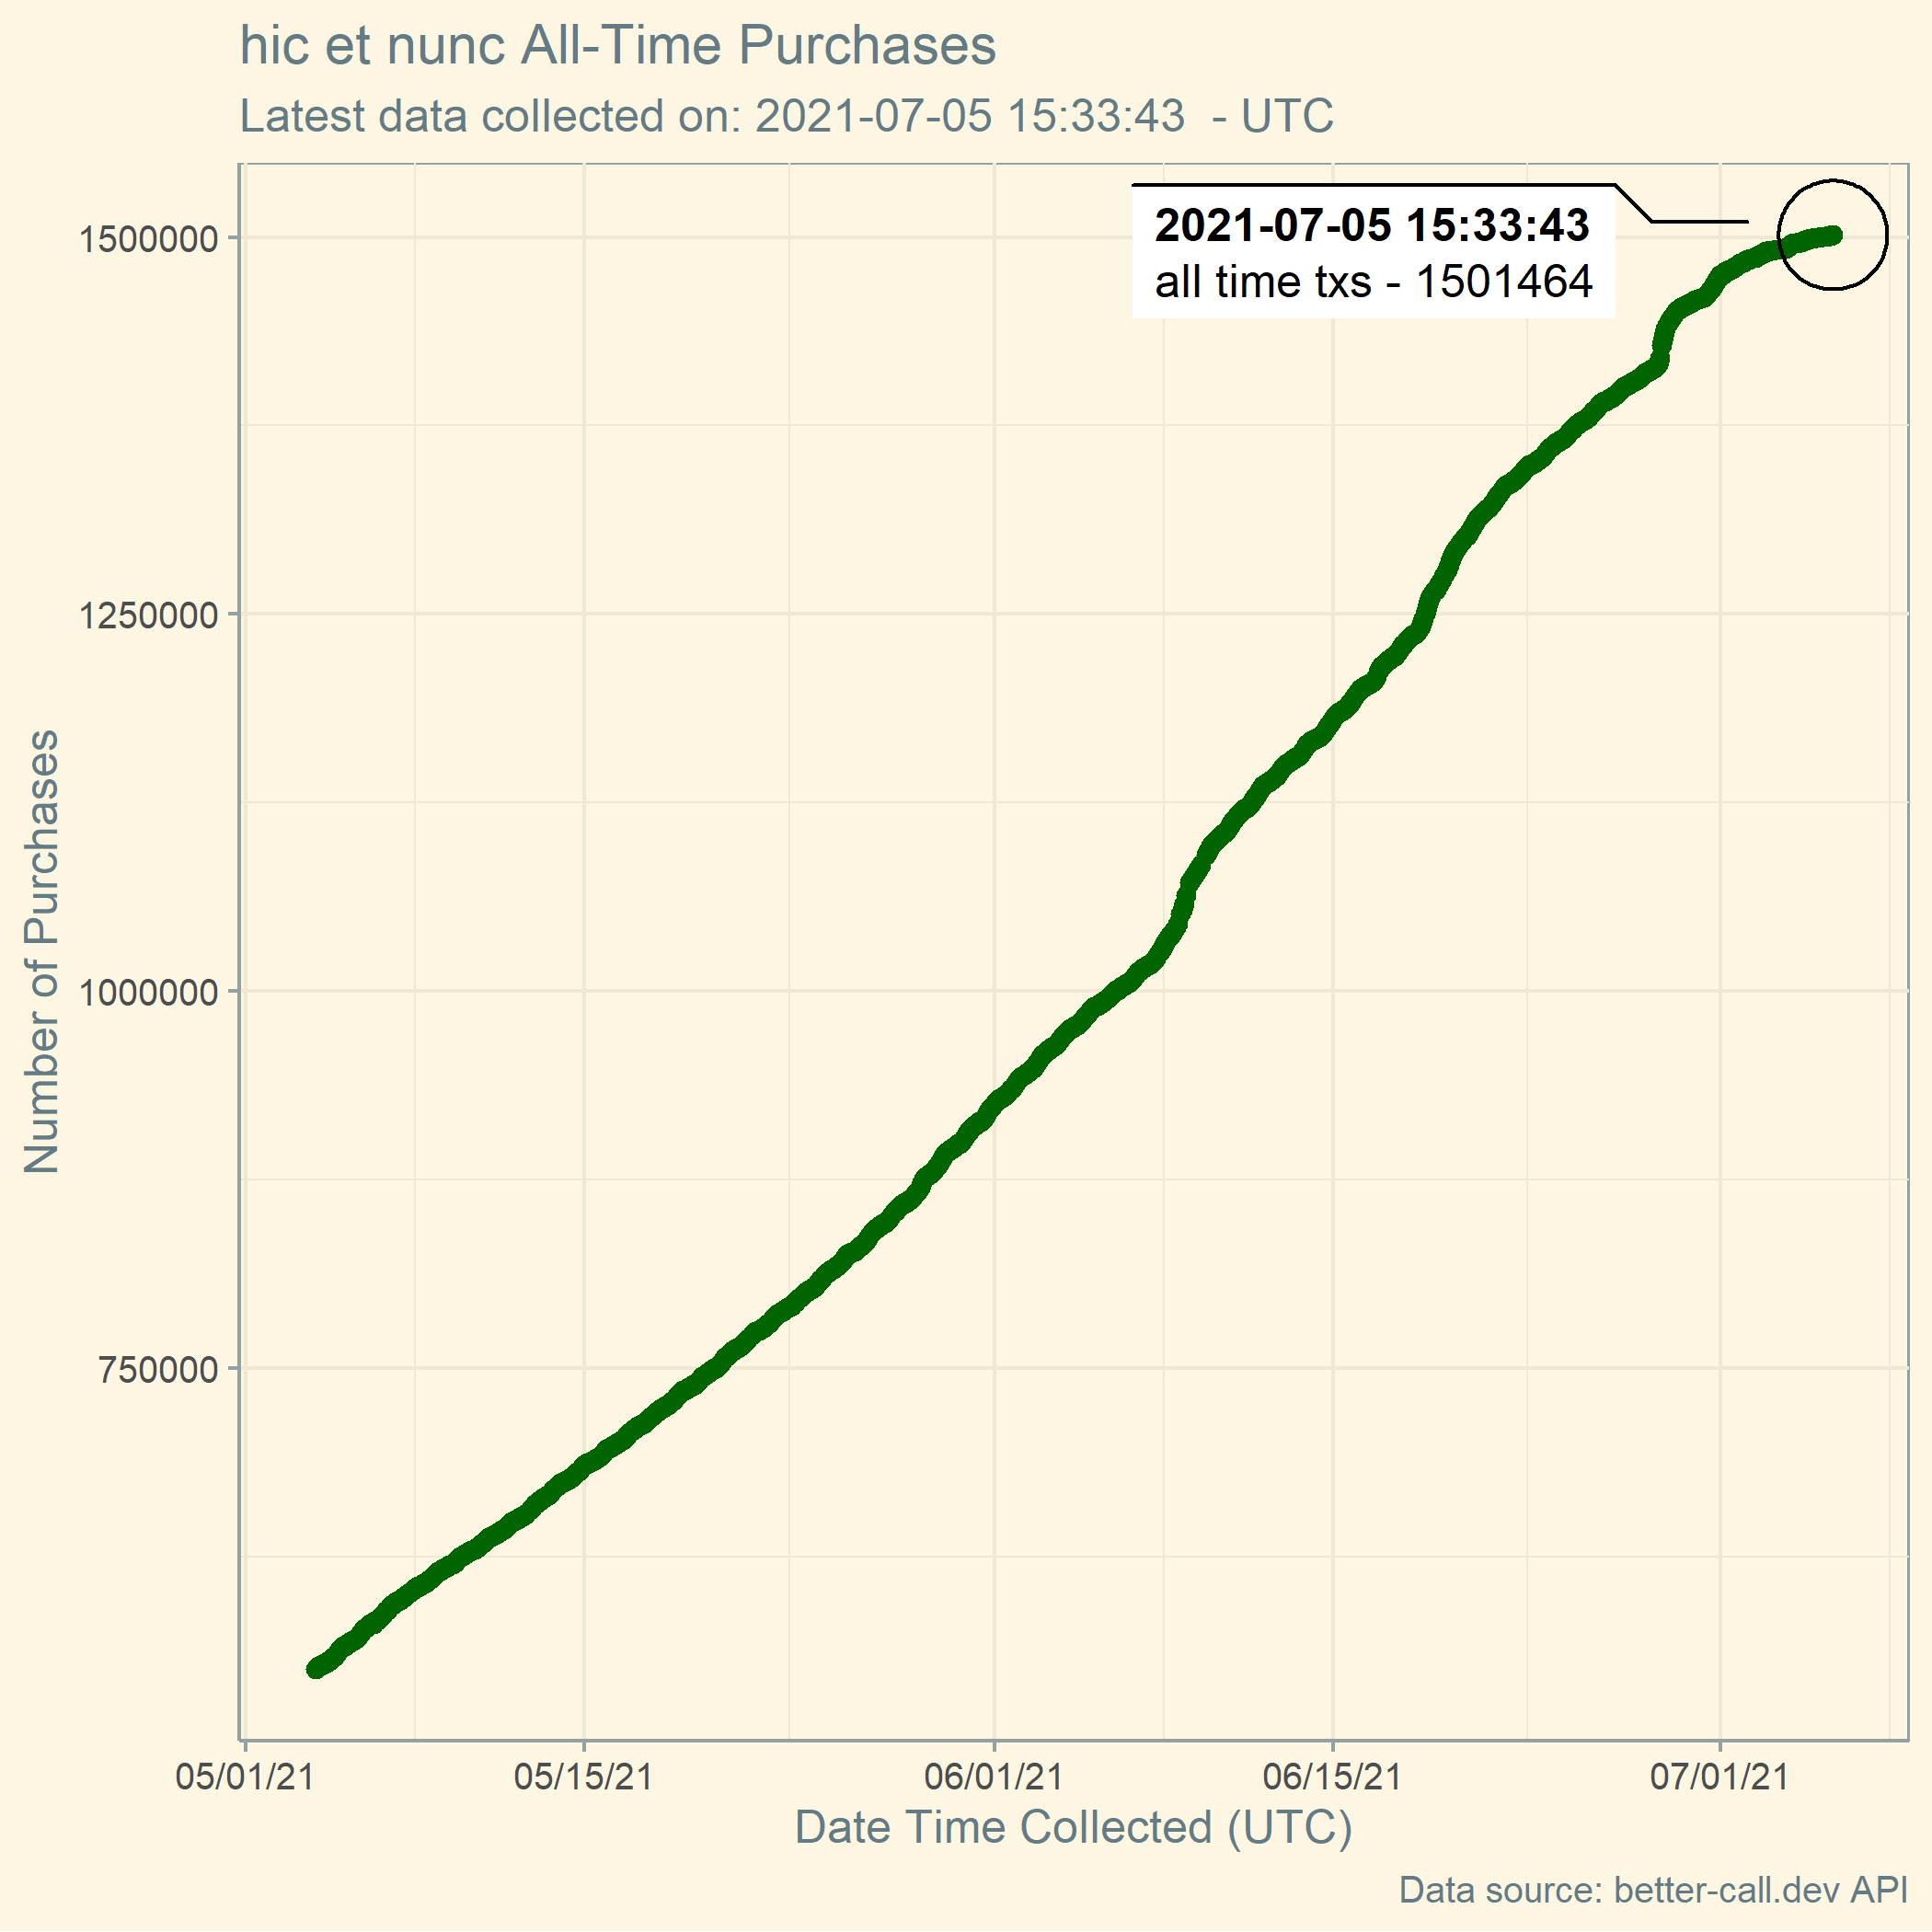 hic et nunc All-Time Purchases
Latest data collected on: 2021-07-05 15:33:43  - UTC
2021-07-05 15:33:43
all time txs - 1501464
1500000
1250000
1000000
750000
Number of Purchases
05/01/21
05/15/21
06/01/21
06/15/21
07/01/21
Date Time Collected (UTC)
Data source: better-call.dev API